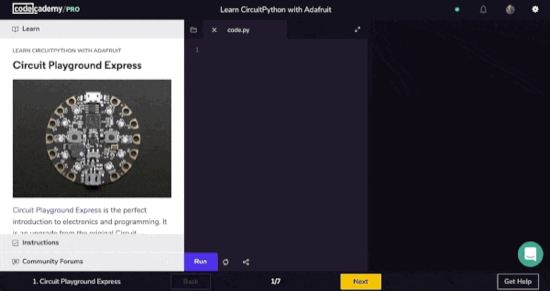 codecademy/PRO
Learn CircuitPython with Adafruit
Learn
code.py
LEARN CIRCUITPYTHON WITH ADAFRUIT
1
Circuit Playground Express
Circuit Playground Express is the perfect
introduction to electronics and programming. It
is an upgrade from the original Circuit
Instructions
Community Forums
Run
1. Circuit Playground Express
Back
1/7
Next
Get Help